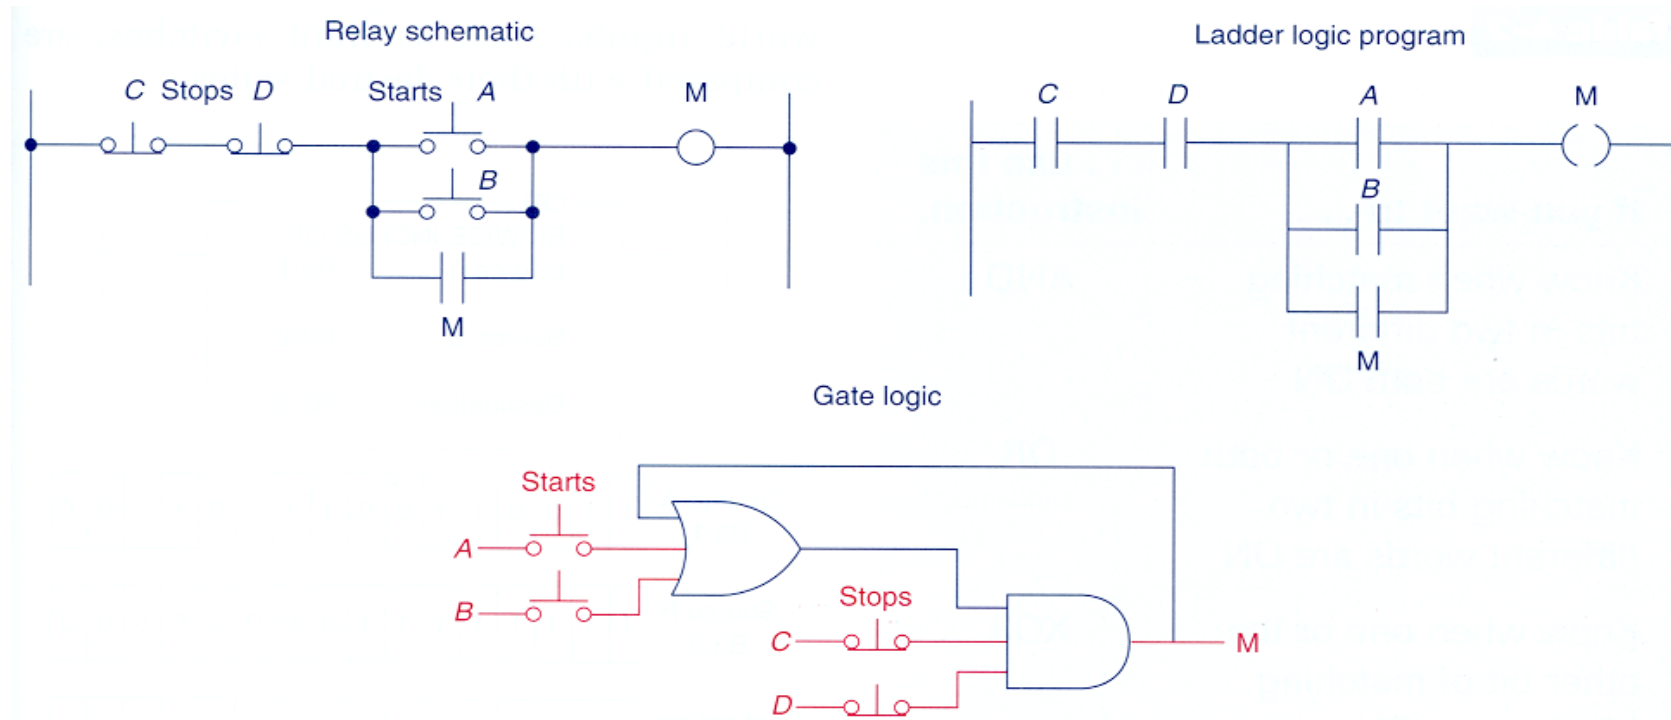 Relay schematic
C Stops D Starts A M
B
M
Ladder logic program
C D A M
B
M
Gate logic
Starts
A
B
Stops
C
M
D